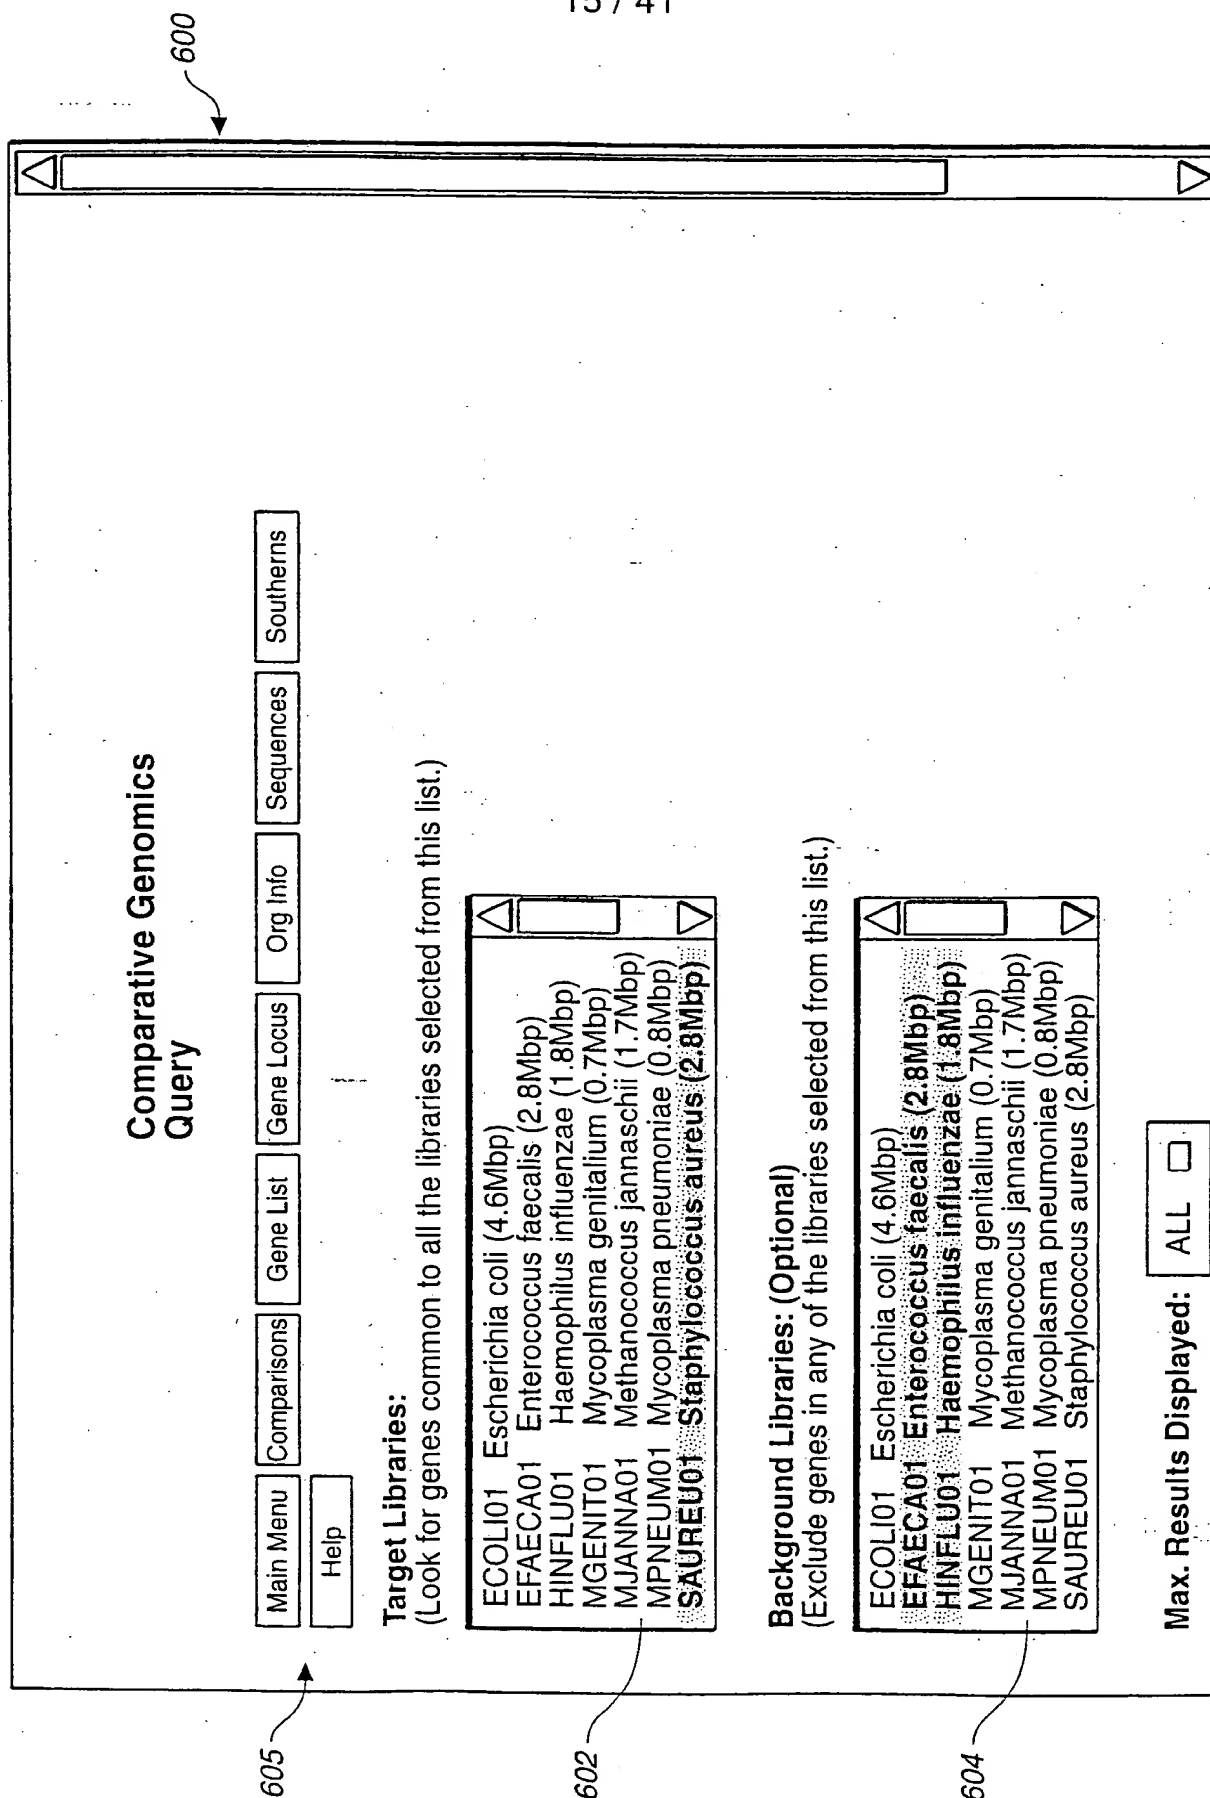 15 / 41
600
Comparative Genomics
Query
605
Main Menu Comparisons Gene List Gene Locus Org Info Sequences Southerns
Help
Target Libraries:
(Look for genes common to all the libraries selected from this list.)
602
ECOLI01 Escherichia coli (4.6Mbp)
EFAECA01 Enteroccus faecalis (2.8Mbp)
HINFLU01 Haemophilus influenzae (1.8Mbp)
MGENIT01 Mycoplasma genitalium (0.7Mbp)
MJANNA01 Methanococcus jannaschii (1.7Mbp)
MPNEUM01 Mycoplasma pneumoniae (0.8Mbp)
SAUREU01 Staphylococcus aureus (2.8Mbp)
Background Libraries: (Optional)
(Exclude genes in any of the libraries selected from this list.)
604
ECOLI01 Escherichia coli (4.6Mbp)
EFAECA01 Enterococcus faecalis (2.8Mbp)
HINFLU01 Haemophilus influenzae (1.8Mbp)
MGENIT01 Mycoplasma genitalium (0.7Mbp)
MJANNA01 Methanococcus jannaschii (1.7Mbp)
MPNEUM01 Mycoplasma pneumoniae (0.8Mbp)
SAUREU01 Staphylococcus aureus (2.8Mbp)
Max. Results Displayed: ALL